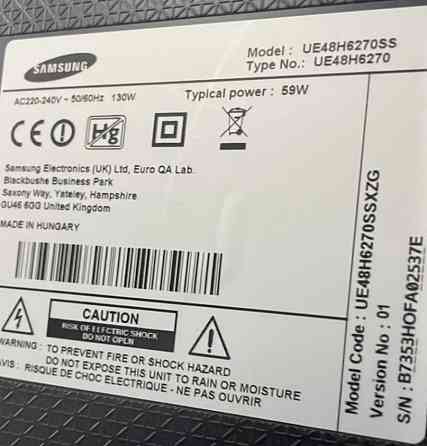 SAMSUNG
Model : UE48H6270SS
Type No.: UE48H6270
AC220-240V ~ 50/60Hz 130W
Typical power : 59W
CE
Hg
Samsung Electronics (UK) Ltd, Euro QA Lab.
Blackbushe Business Park
Saxony Way, Yateley, Hampshire
GU46 6GG United Kingdom
MADE IN HUNGARY
CAUTION
RISK OF ELECTRIC SHOCK
DO NOT OPEN
WARNING : TO PREVENT FIRE OR SHOCK HAZARD
DO NOT EXPOSE THIS UNIT TO RAIN OR MOISTURE
AVIS : RISQUE DE CHOC ELECTRIQUE - NE PAS OUVRIR
Model Code : UE48H6270SSXZG
Version No : 01
S/N : B7353HOFA02537E